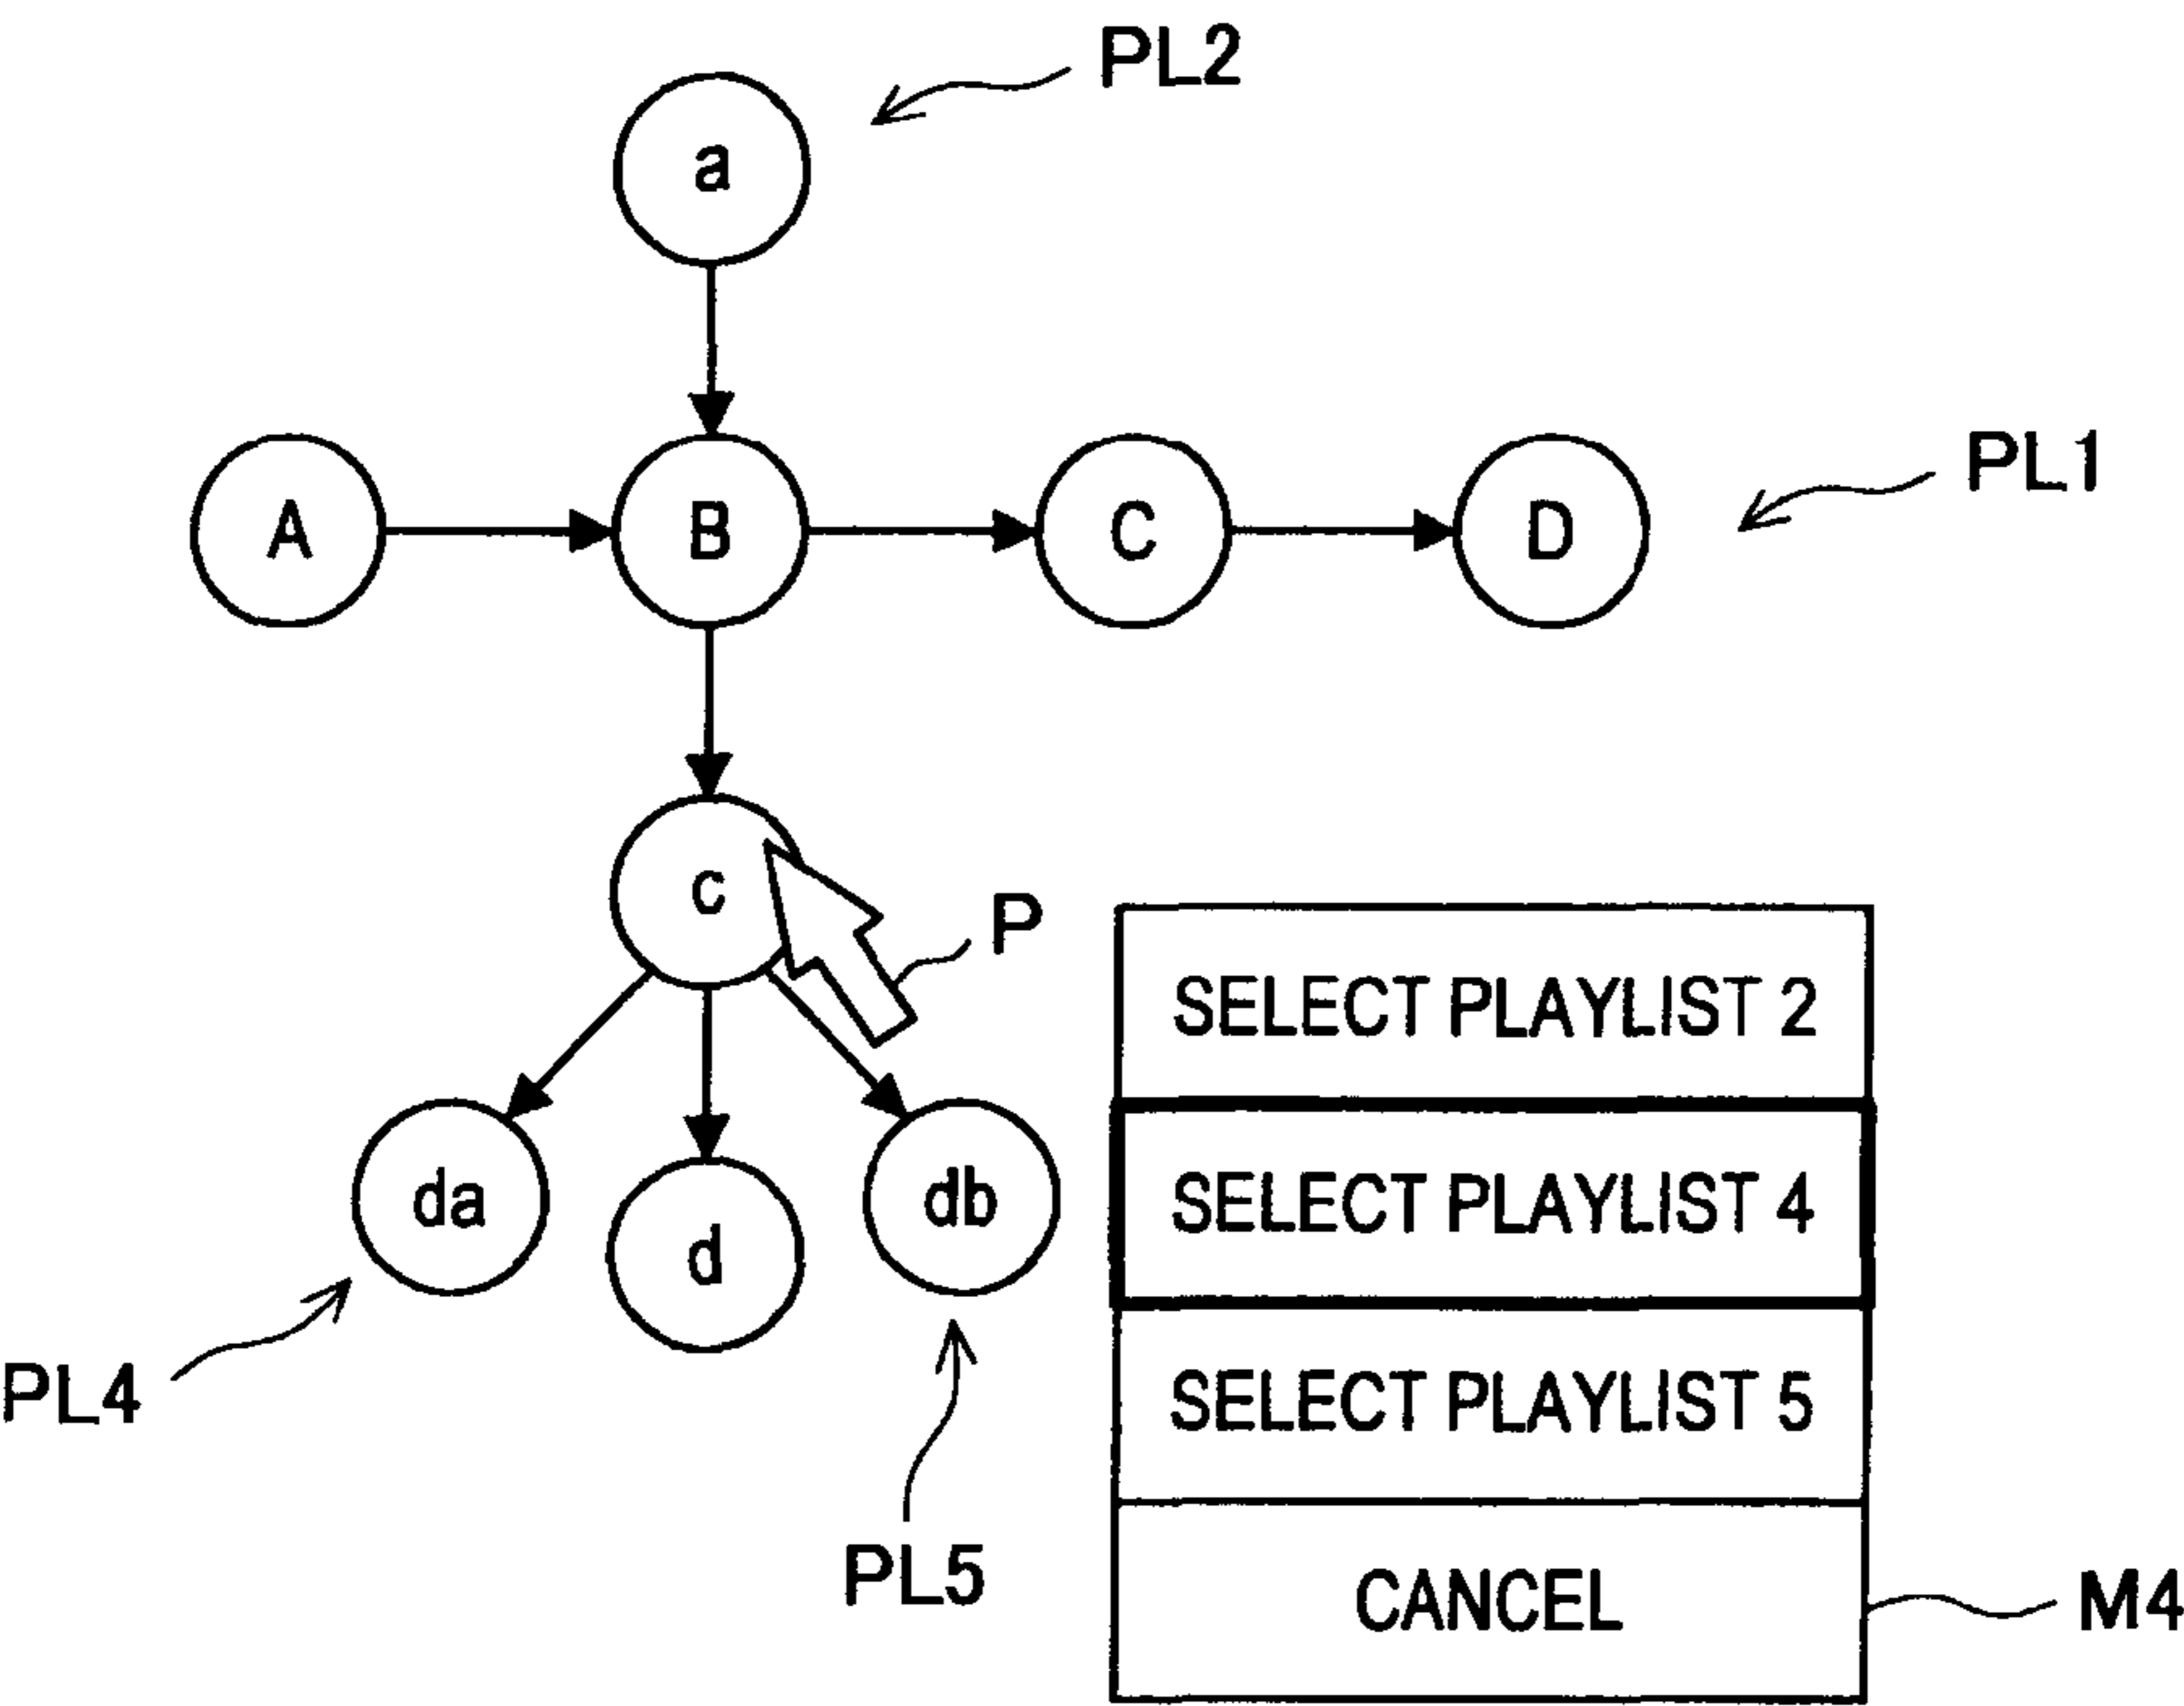 PL2
a
PL1
A
B
C
D
c
P
SELECT PLAYLIST 2
da
d
db
SELECT PLAYLIST 4
PL4
SELECT PLAYLIST 5
PL5
CANCEL
M4